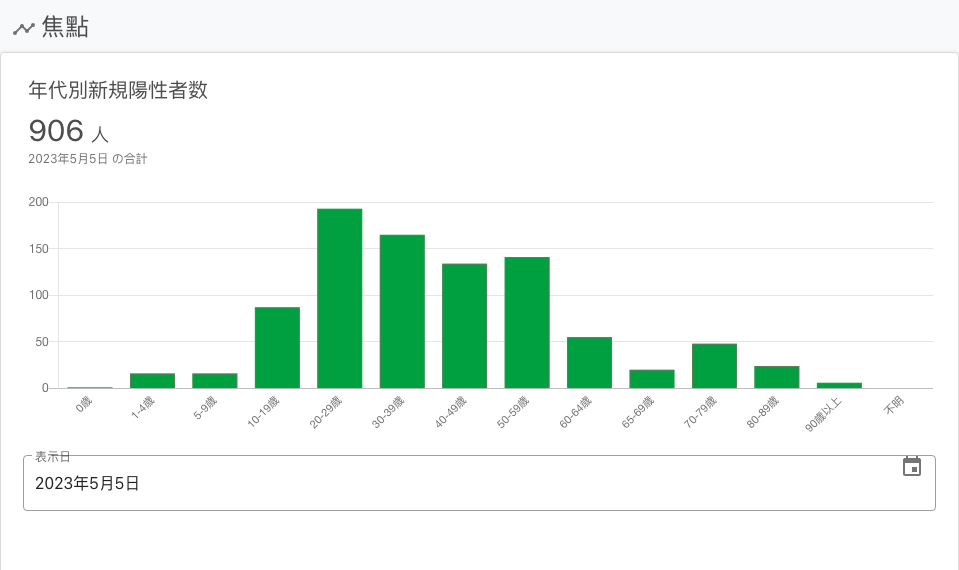 焦點
年代別新規陽性者数
906 人
2023年5月5日 の合計
200
150
100
50
0
0歳 1-4歳 5-9歳 10-19歳 20-29歳 30-39歳 40-49歳 50-59歳 60-64歳 65-69歳 70-79歳 80-89歳 90歳以上 不明
表示日
2023年5月5日